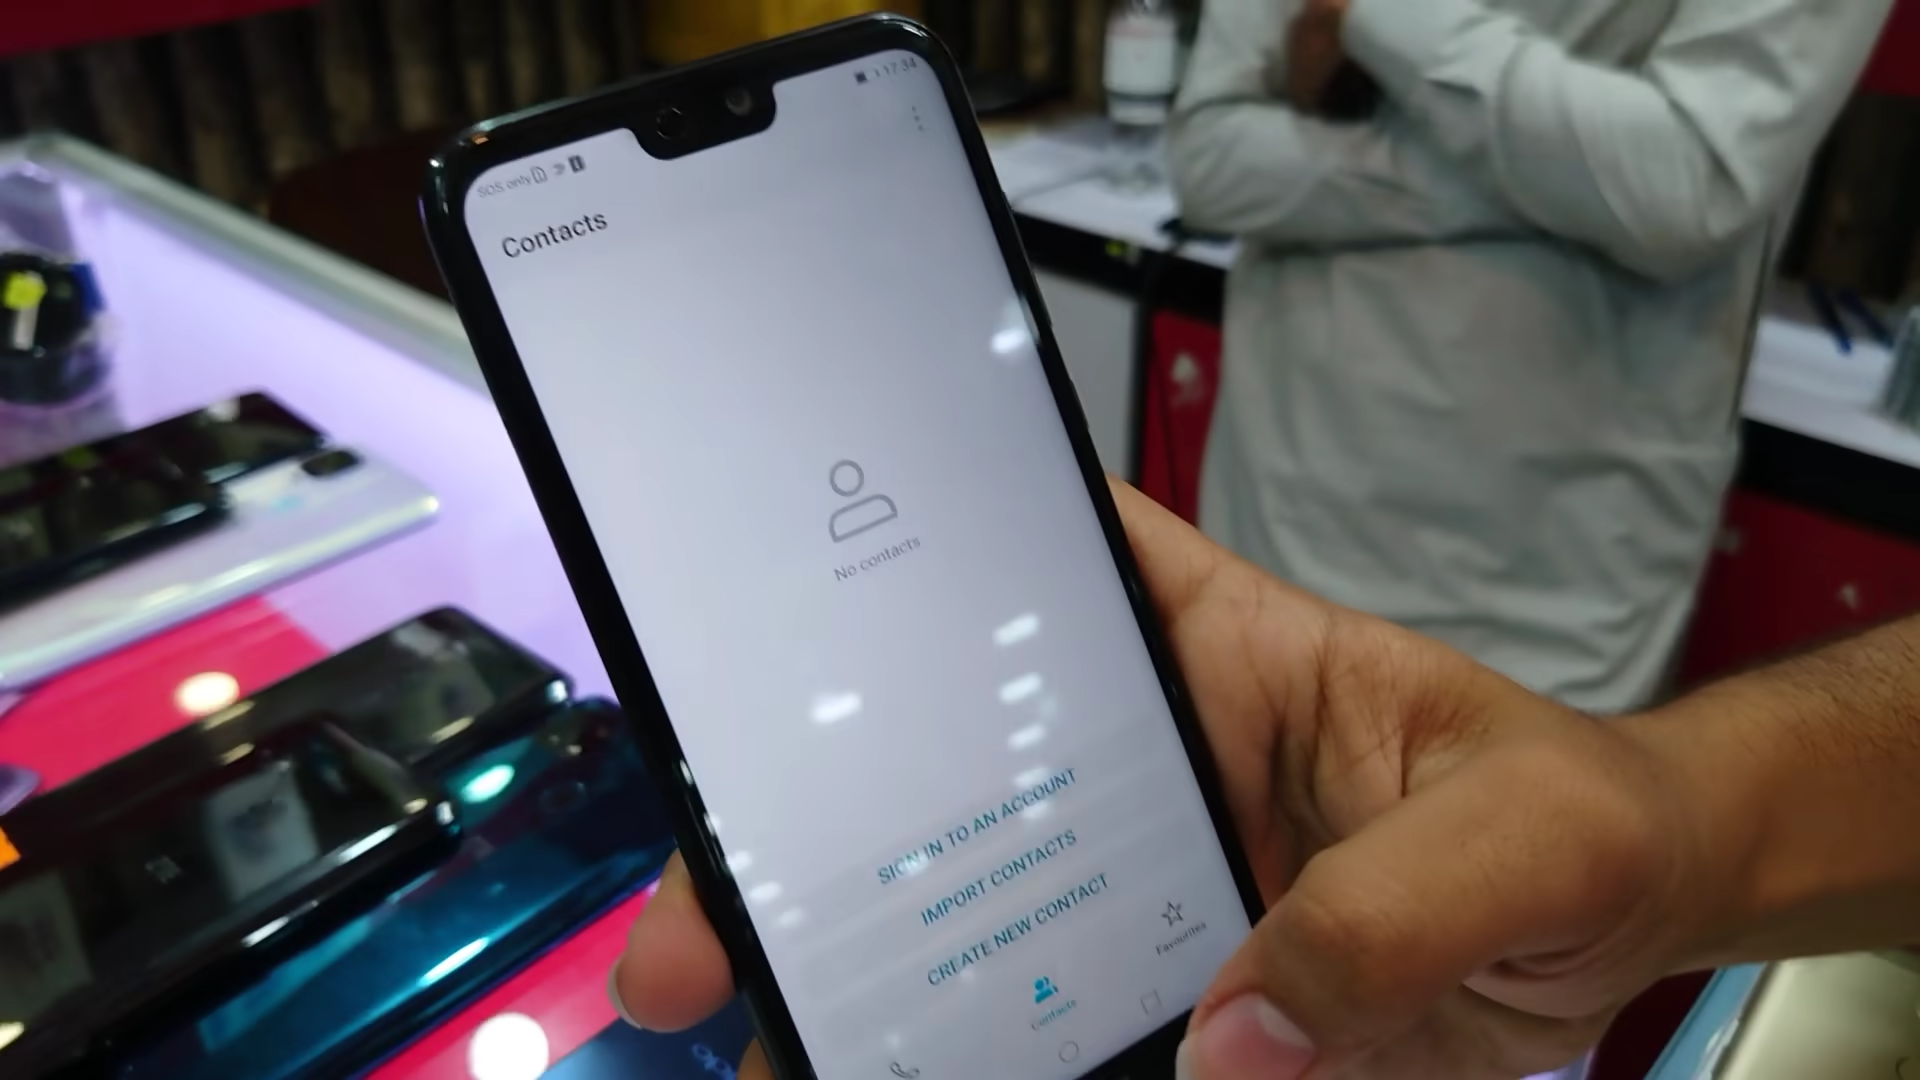 17:34
SOS only
Contacts
No contacts
SIGN IN TO AN ACCOUNT
IMPORT CONTACTS
CREATE NEW CONTACT
Favourites
Contacts